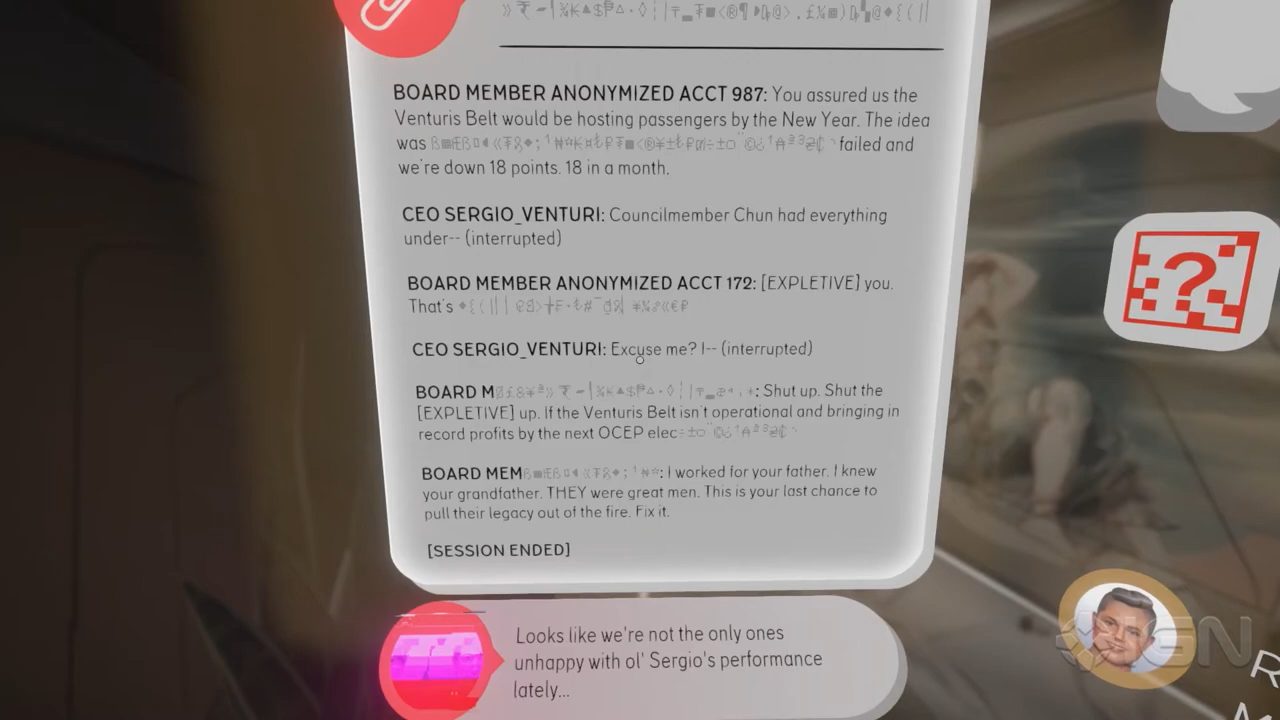 BOARD MEMBER ANONYMIZED ACCT 987: You assured us the
Venturis Belt would be hosting passengers by the New Year. The idea
was failed and
we're down 18 points. 18 in a month.
CEO SERGIO_VENTURI: Councilmember Chun had everything
under-- (interrupted)
BOARD MEMBER ANONYMIZED ACCT 172: [EXPLETIVE] you.
That's
CEO SERGIO_VENTURI: Excuse me? I-- (interrupted)
BOARD M : Shut up. Shut the
[EXPLETIVE] up. If the Venturis Belt isn't operational and bringing in
record profits by the next OCEP elec
BOARD MEM : I worked for your father. I knew
your grandfather. THEY were great men. This is your last chance to
pull their legacy out of the fire. Fix it.
[SESSION ENDED]
Looks like we're not the only ones
unhappy with ol' Sergio's performance
lately...
?
IGN